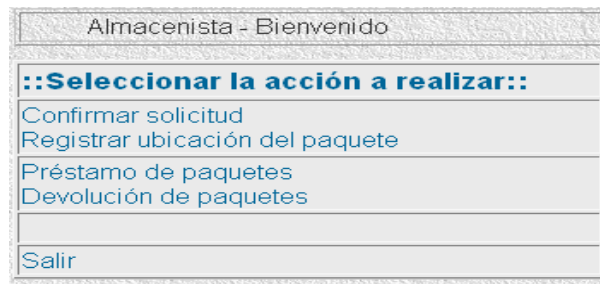 Almacenista - Bienvenido
::Seleccionar la acción a realizar::
Confirmar solicitud
Registrar ubicación del paquete
Préstamo de paquetes
Devolución de paquetes
Salir